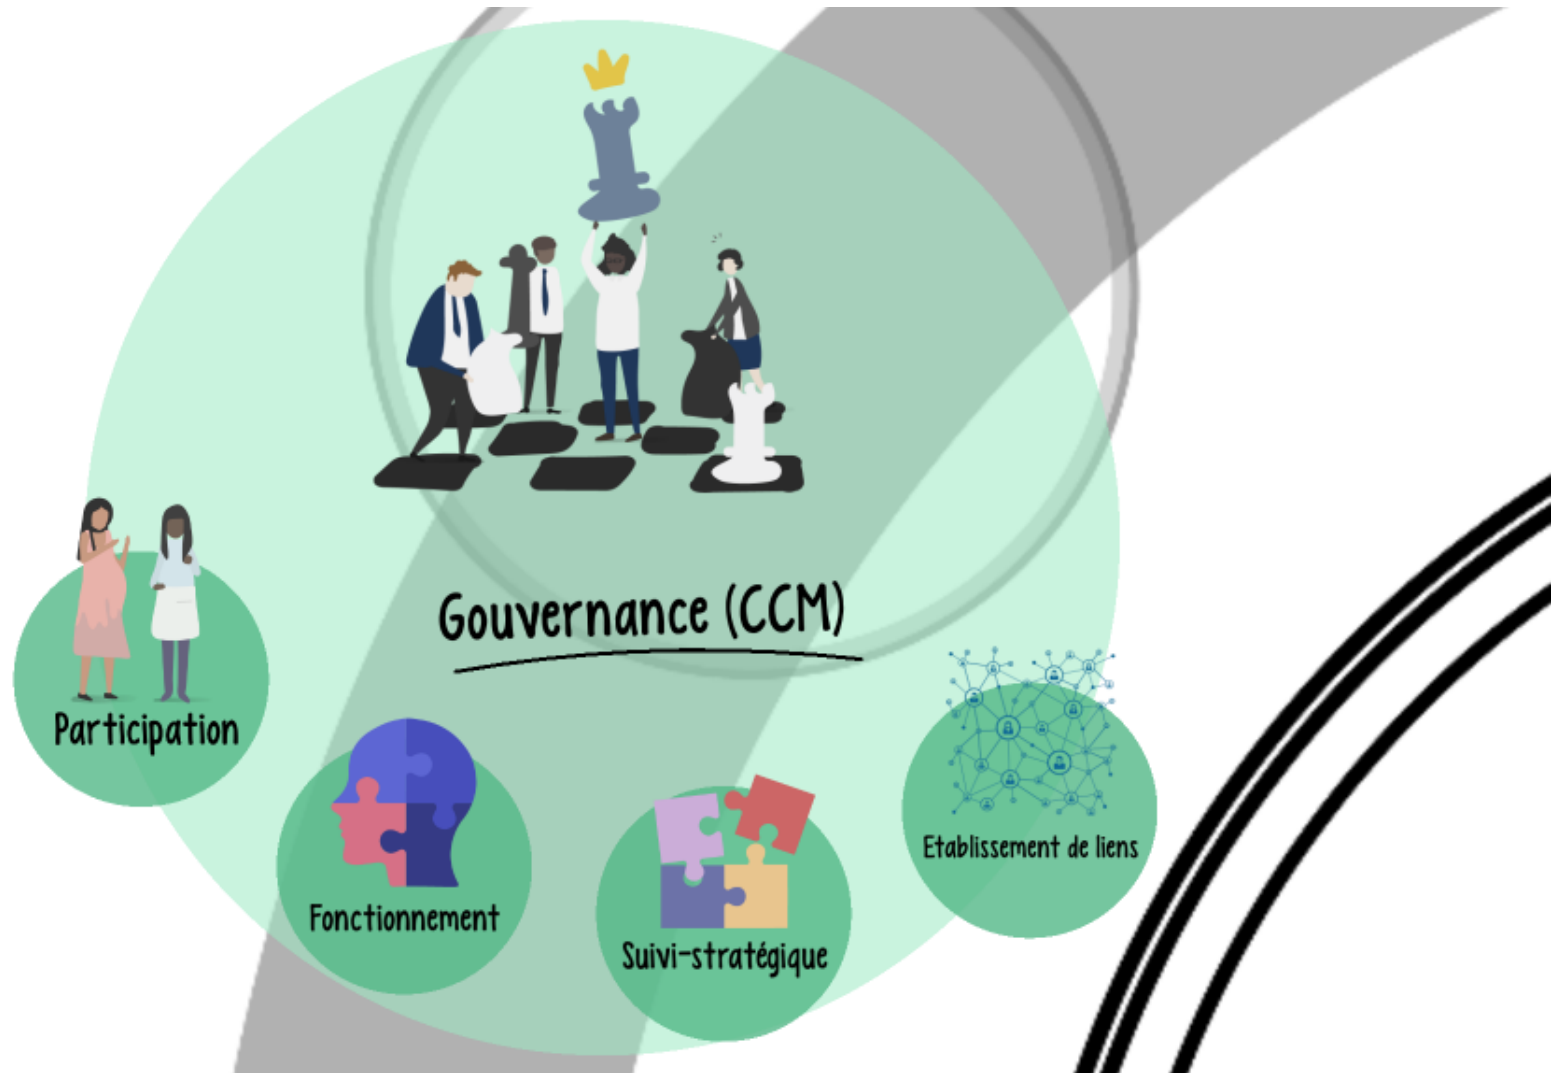 Gouvernance (CCM)
Participation
Fonctionnement
Suivi-stratégique
Etablissement de liens